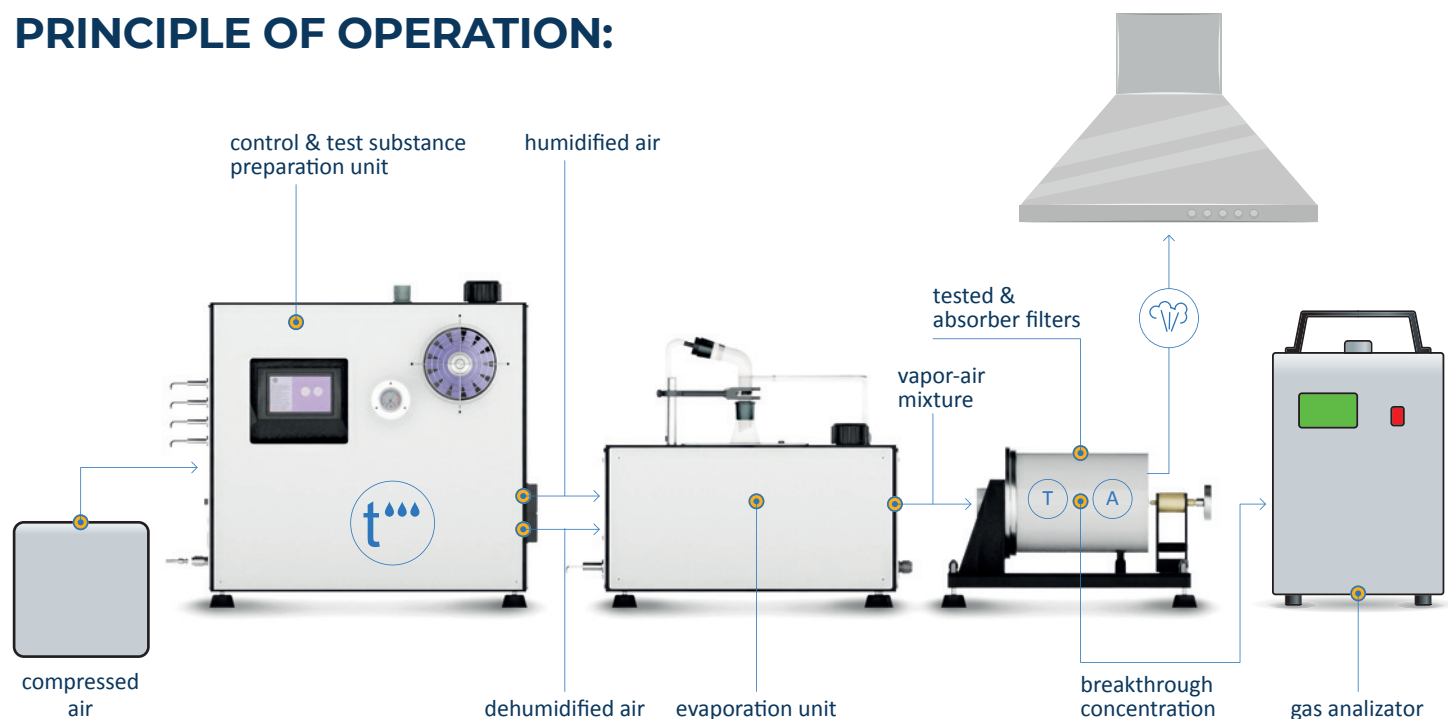 PRINCIPLE OF OPERATION:
control & test substance
preparation unit
humidified air
tested &
absorber filters
vapor-air
mixture
t
T
A
compressed
air
dehumidified air
evaporation unit
breakthrough
concentration
gas analizator